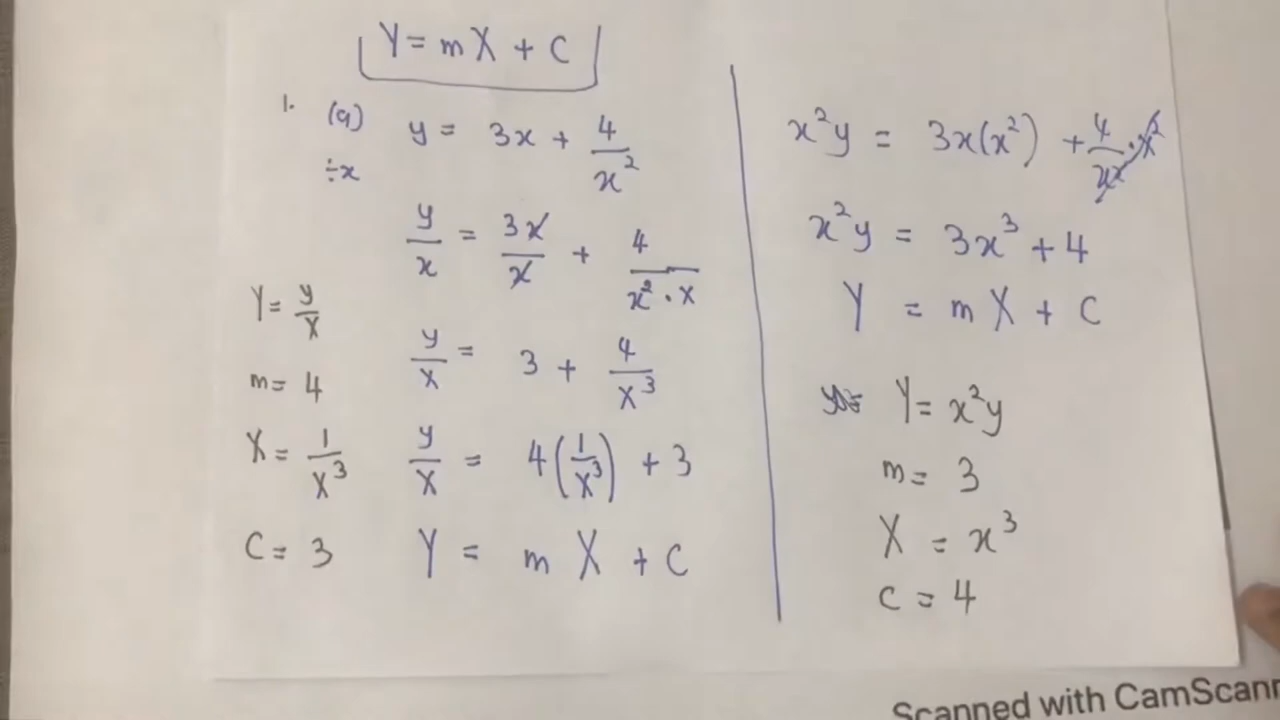 Y = mX + C
1. (a) y = 3x + 4/x²
÷x
y/x = 3x/x + 4/(x² · x)
y/x = 3 + 4/x³
y/x = 4(1/x³) + 3
Y = mX + C
Y = y/x
m = 4
X = 1/x³
C = 3
x²y = 3x(x²) + 4/x² · x²
x²y = 3x³ + 4
Y = mX + C
Y = x²y
m = 3
X = x³
C = 4
Scanned with CamScann